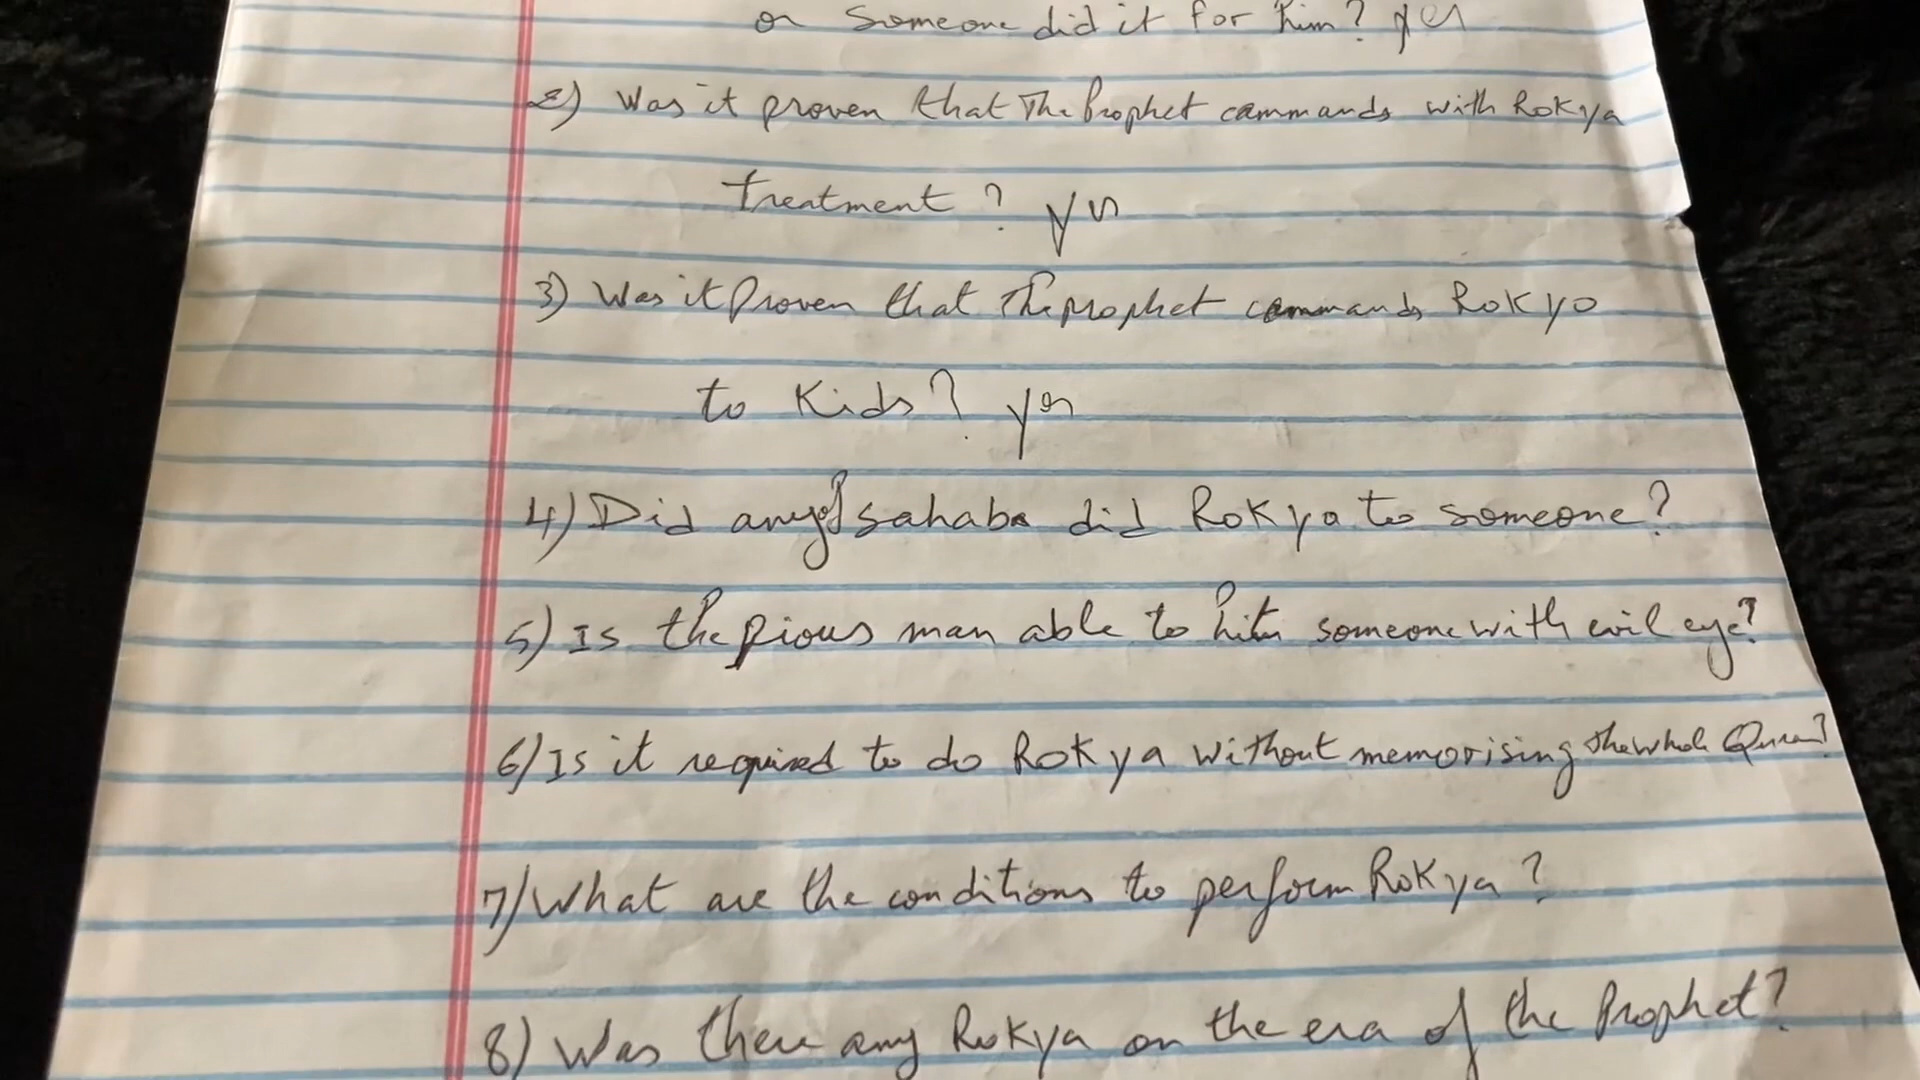 or someone did it for him? yes
2) Was it proven that The Prophet commands with Rokya
Treatment? yes
3) Was it Proven that The prophet commands Rokya
to Kids? yes
4) Did any of sahaba did Rokya to someone?
5) Is the pious man able to hit someone with evil eye?
6) Is it required to do Rokya without memorising the whole Quran?
7) What are the conditions to perform Rokya?
8) Was there any Rokya on the era of the Prophet?